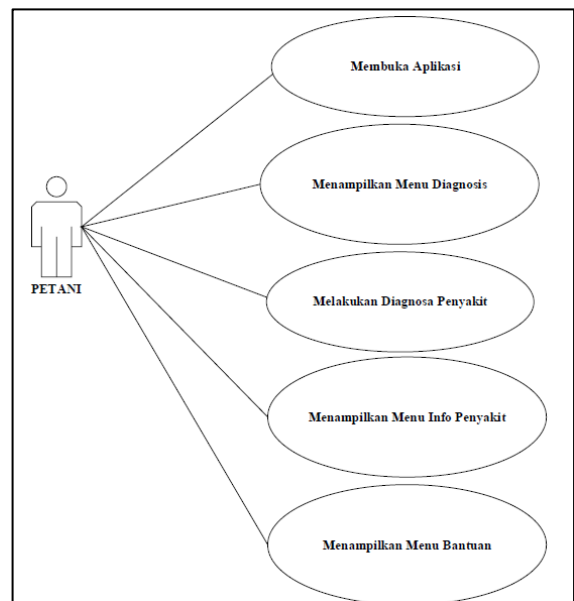 Membuka Aplikasi
Menampilkan Menu Diagnosis
Melakukan Diagnosa Penyakit
PETANI
Menampilkan Menu Info Penyakit
Menampilkan Menu Bantuan